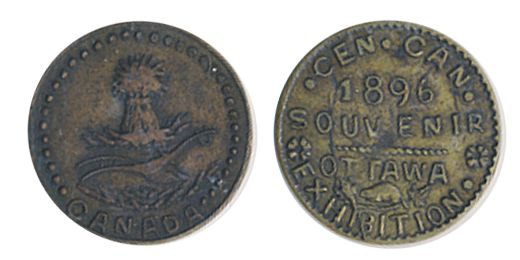 CANADA
CEN. CAN.
1896
SOUVENIR
OTTAWA
EXHIBITION.